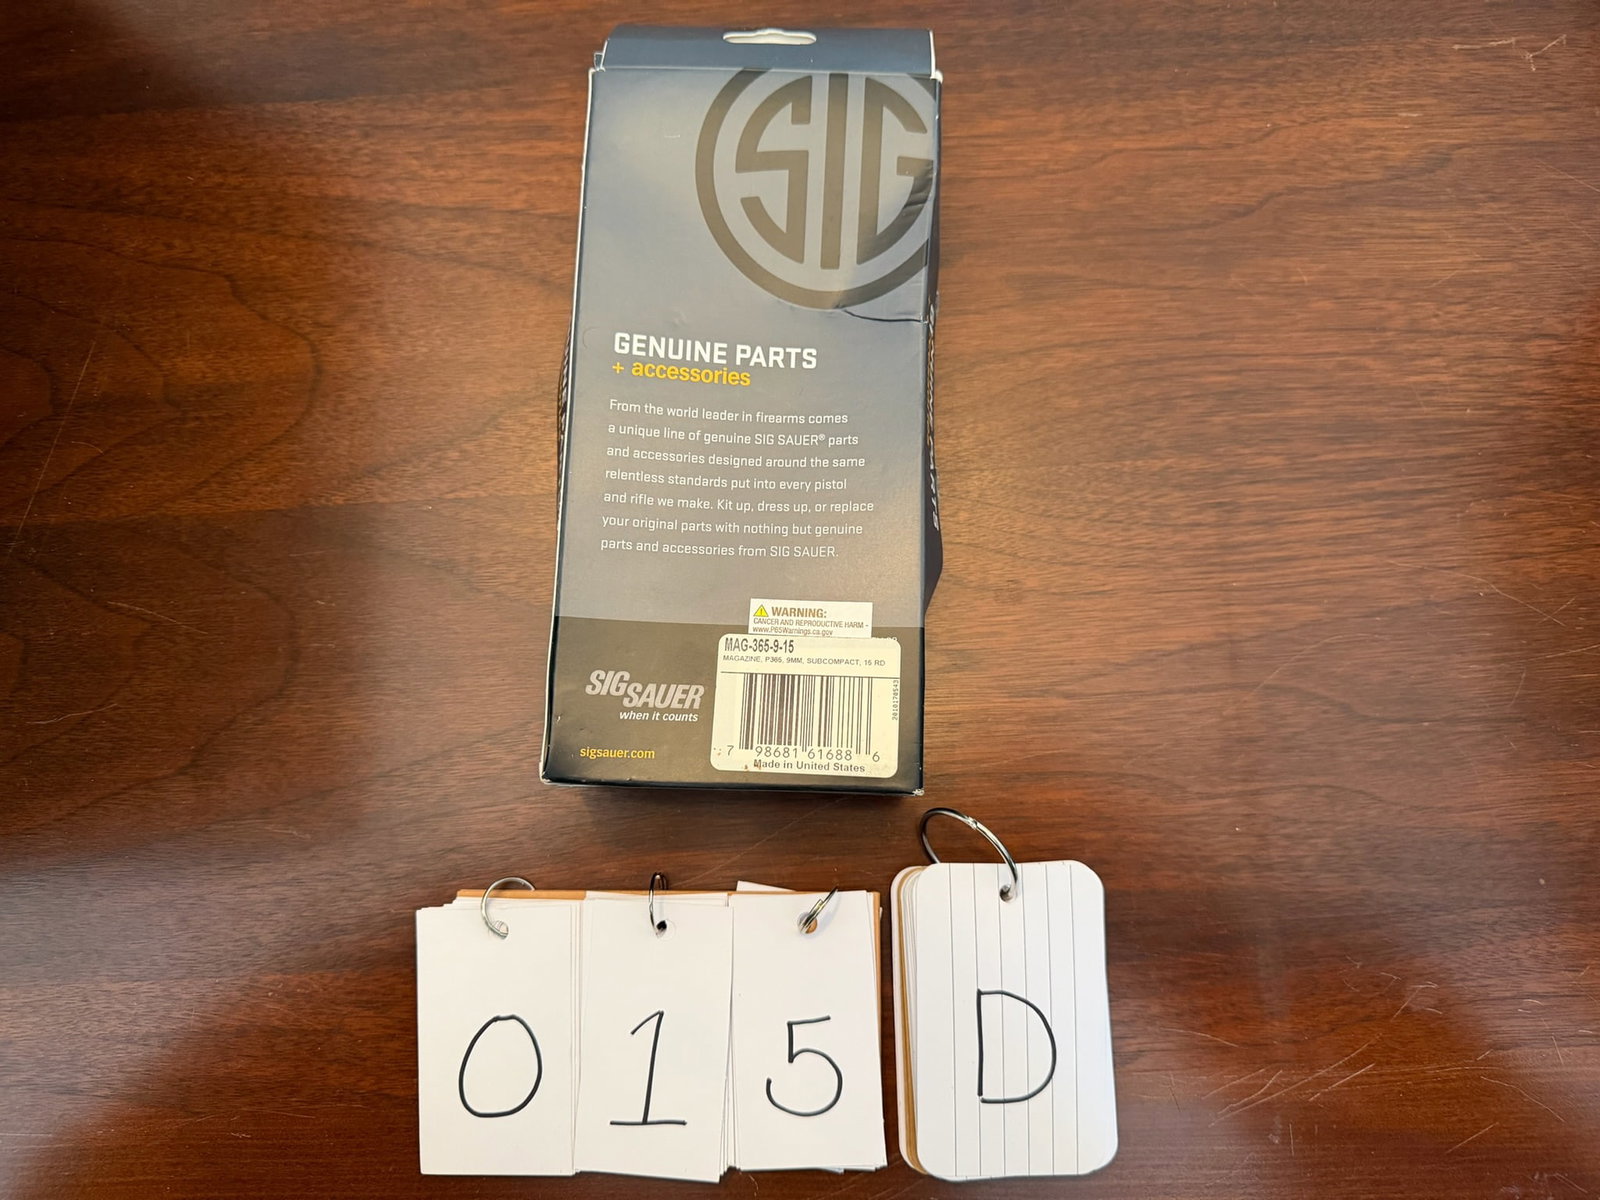 SIG
GENUINE PARTS
+ accessories
From the world leader in firearms comes
a unique line of genuine SIG SAUER® parts
and accessories designed around the same
relentless standards put into every pistol
and rifle we make. Kit up, dress up, or replace
your original parts with nothing but genuine
parts and accessories from SIG SAUER.
WARNING:
CANCER AND REPRODUCTIVE HARM -
www.P65Warnings.ca.gov
MAG-365-9-15
MAGAZINE, P365, 9MM, SUBCOMPACT, 15 RD
7 98681 61688 6
Made in United States
SIG SAUER
when it counts
sigsauer.com
0 1 5 D